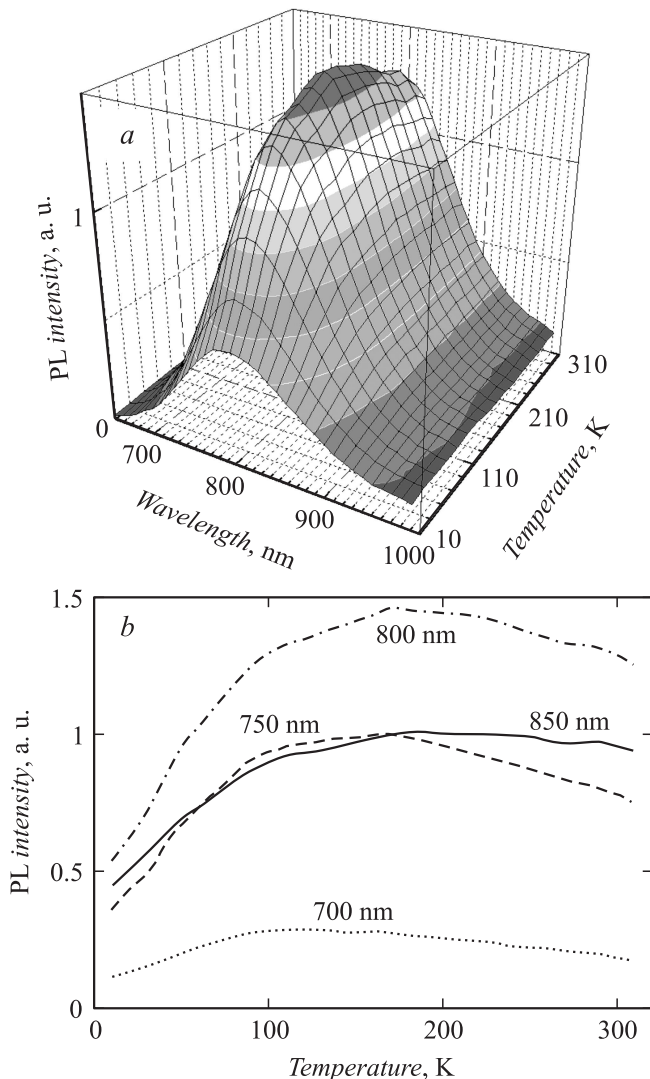 a
1
PL intensity, a. u.
0
700
800
900
1000
Wavelength, nm
10
110
210
310
Temperature, K
1.5
b
800 nm
750 nm
850 nm
1
PL intensity, a. u.
0.5
700 nm
0
0
100
200
300
Temperature, K